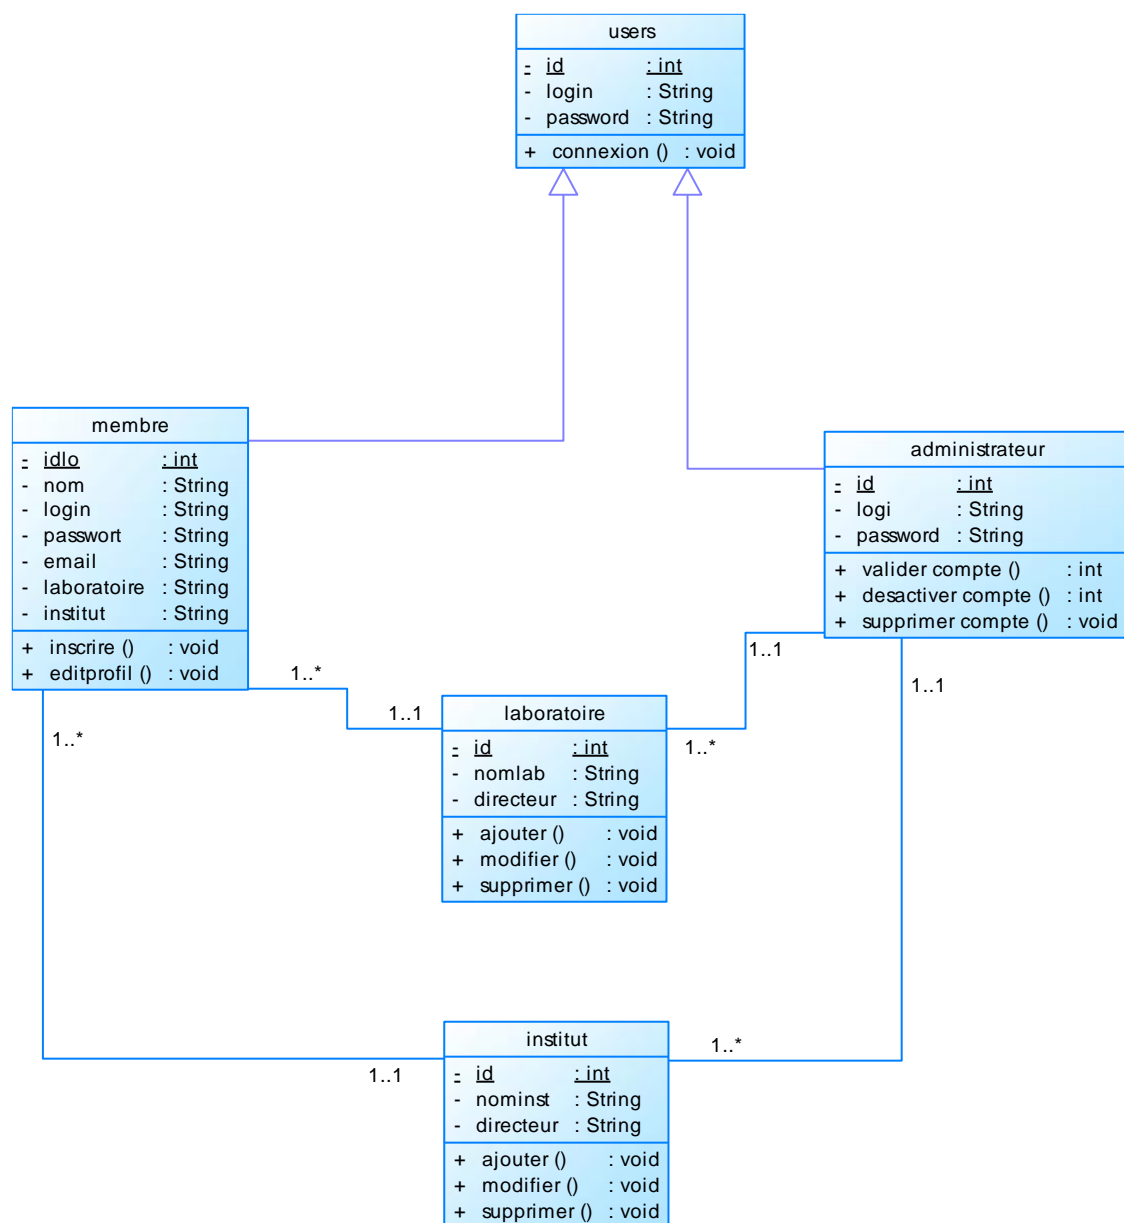 users
- id : int
- login : String
- password : String
+ connexion () : void
membre
- idlo : int
- nom : String
- login : String
- passwort : String
- email : String
- laboratoire : String
- institut : String
+ inscrire () : void
+ editprofil () : void
administrateur
- id : int
- logi : String
- password : String
+ valider compte () : int
+ desactiver compte () : int
+ supprimer compte () : void
1..*
1..1
1..1
1..*
1..*
1..1
laboratoire
- id : int
- nomlab : String
- directeur : String
+ ajouter () : void
+ modifier () : void
+ supprimer () : void
1..1
1..*
institut
- id : int
- nominst : String
- directeur : String
+ ajouter () : void
+ modifier () : void
+ supprimer () : void